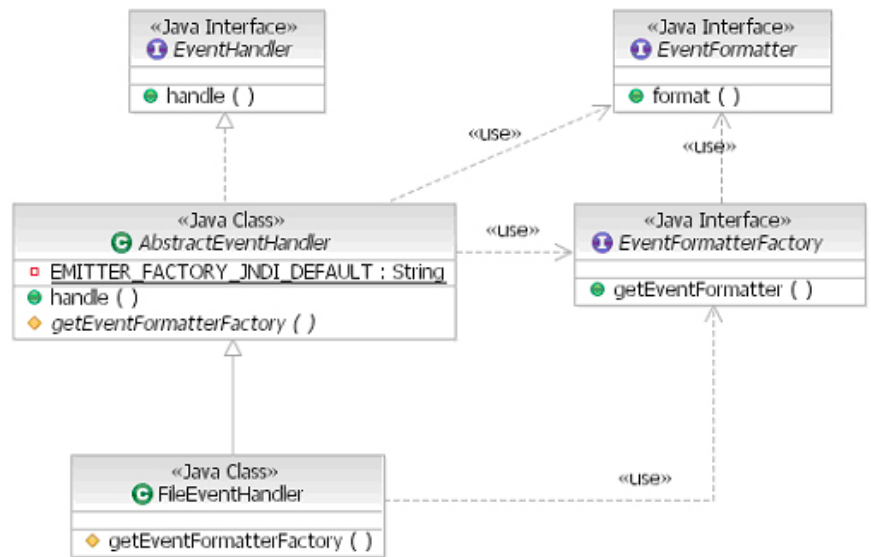 «Java Interface»
EventHandler
handle ( )
«Java Interface»
EventFormatter
format ( )
«use»
«use»
«Java Class»
AbstractEventHandler
EMITTER_FACTORY_JNDI_DEFAULT : String
handle ( )
getEventFormatterFactory ( )
«use»
«Java Interface»
EventFormatterFactory
getEventFormatter ( )
«Java Class»
FileEventHandler
getEventFormatterFactory ( )
«use»